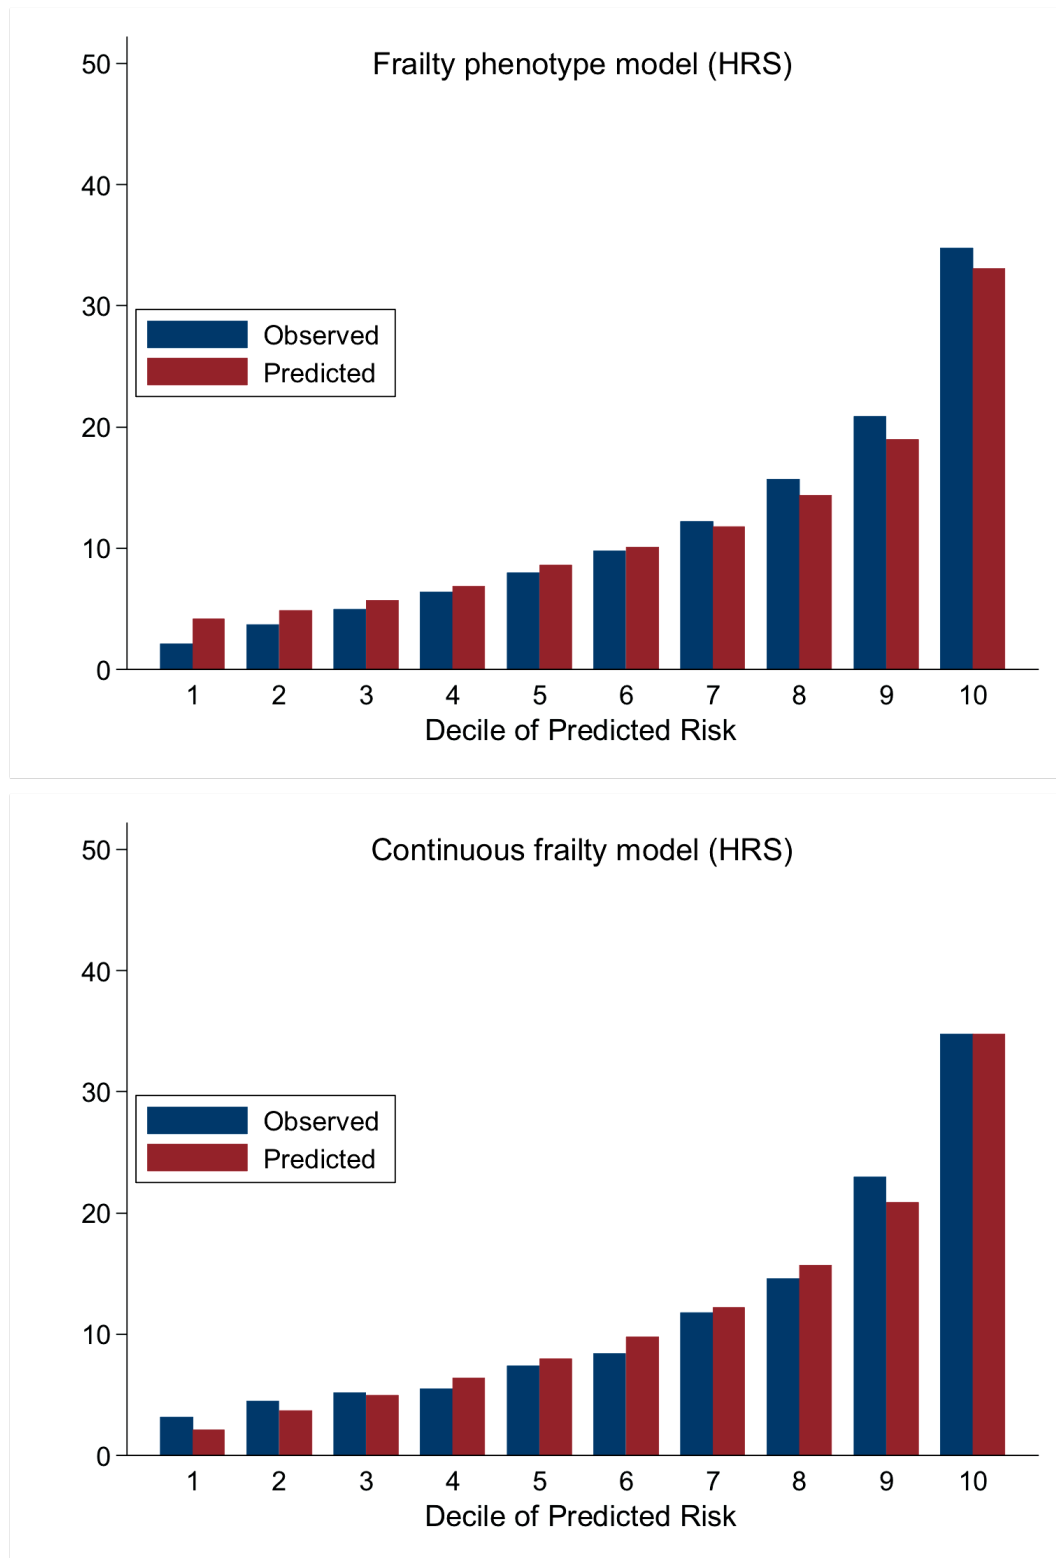 Frailty phenotype model (HRS)
50
40
30
20
10
0
Observed
Predicted
1 2 3 4 5 6 7 8 9 10
Decile of Predicted Risk
Continuous frailty model (HRS)
50
40
30
20
10
0
Observed
Predicted
1 2 3 4 5 6 7 8 9 10
Decile of Predicted Risk